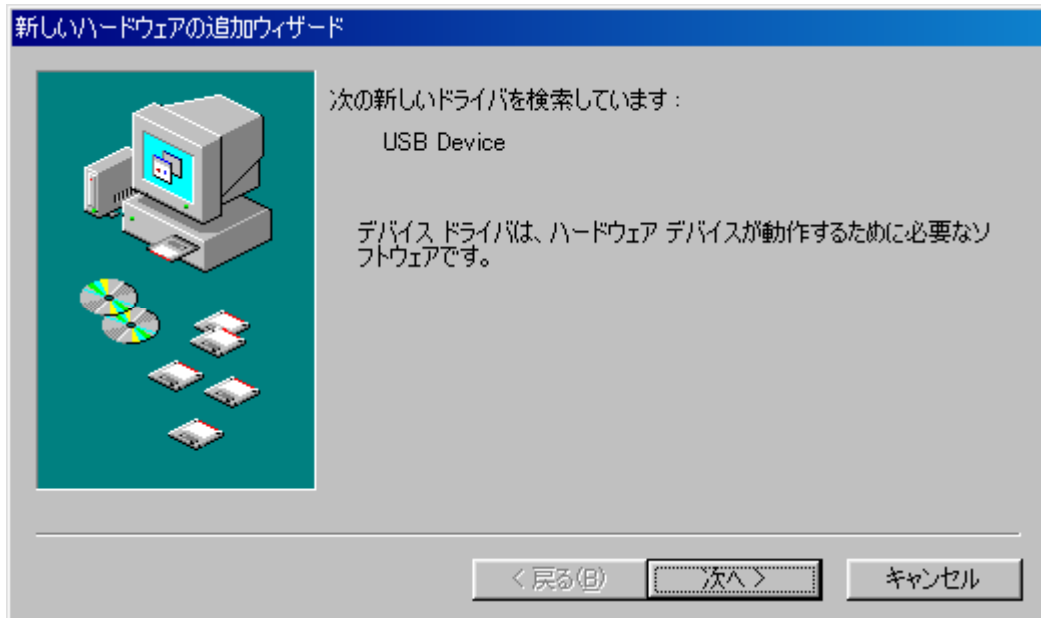 新しいハードウェアの追加ウィザード
次の新しいドライバを検索しています：
USB Device
デバイス ドライバは、ハードウェア デバイスが動作するために必要なソ
フトウェアです。
< 戻る(B)
次へ >
キャンセル